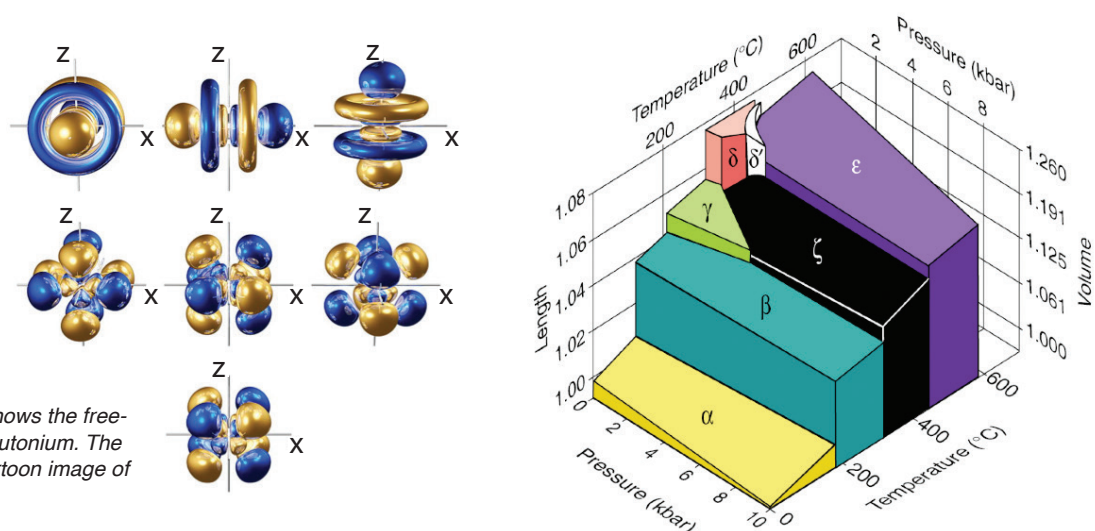 Z
X
Z
X
Z
X
Z
X
Z
X
Z
X
Z
X
hows the free-
utonium. The
rtoon image of
Temperature (°C)
200
400
600
Pressure (kbar)
2
4
6
8
Length
1.08
1.06
1.04
1.02
1.00
Volume
1.260
1.191
1.125
1.061
1.000
δ
δ′
ε
γ
ζ
β
α
0
2
4
6
8
10
Pressure (kbar)
0
200
400
600
Temperature (°C)